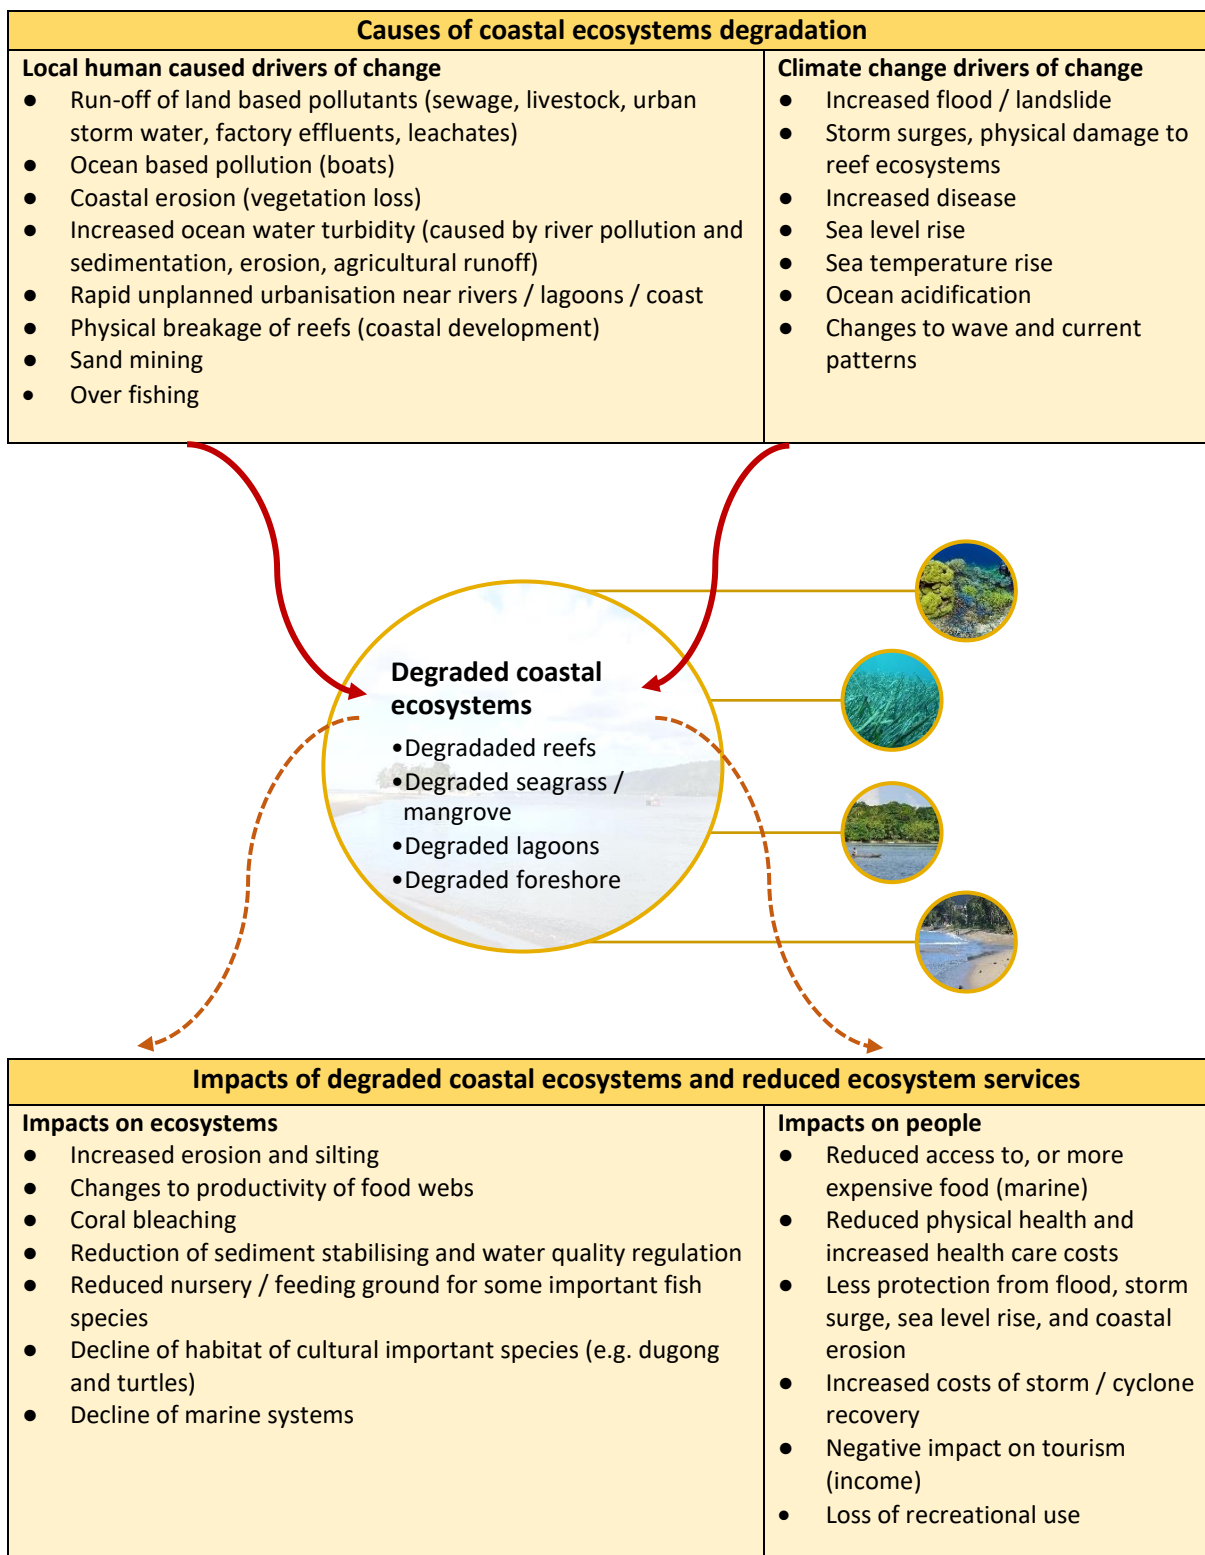 Causes of coastal ecosystems degradation
Local human caused drivers of change
● Run-off of land based pollutants (sewage, livestock, urban
storm water, factory effluents, leachates)
● Ocean based pollution (boats)
● Coastal erosion (vegetation loss)
● Increased ocean water turbidity (caused by river pollution and
sedimentation, erosion, agricultural runoff)
● Rapid unplanned urbanisation near rivers / lagoons / coast
● Physical breakage of reefs (coastal development)
● Sand mining
● Over fishing
Climate change drivers of change
● Increased flood / landslide
● Storm surges, physical damage to
reef ecosystems
● Increased disease
● Sea level rise
● Sea temperature rise
● Ocean acidification
● Changes to wave and current
patterns
Degraded coastal
ecosystems
•Degradaded reefs
•Degraded seagrass /
mangrove
•Degraded lagoons
•Degraded foreshore
Impacts of degraded coastal ecosystems and reduced ecosystem services
Impacts on ecosystems
● Increased erosion and silting
● Changes to productivity of food webs
● Coral bleaching
● Reduction of sediment stabilising and water quality regulation
● Reduced nursery / feeding ground for some important fish
species
● Decline of habitat of cultural important species (e.g. dugong
and turtles)
● Decline of marine systems
Impacts on people
● Reduced access to, or more
expensive food (marine)
● Reduced physical health and
increased health care costs
● Less protection from flood, storm
surge, sea level rise, and coastal
erosion
● Increased costs of storm / cyclone
recovery
● Negative impact on tourism
(income)
● Loss of recreational use